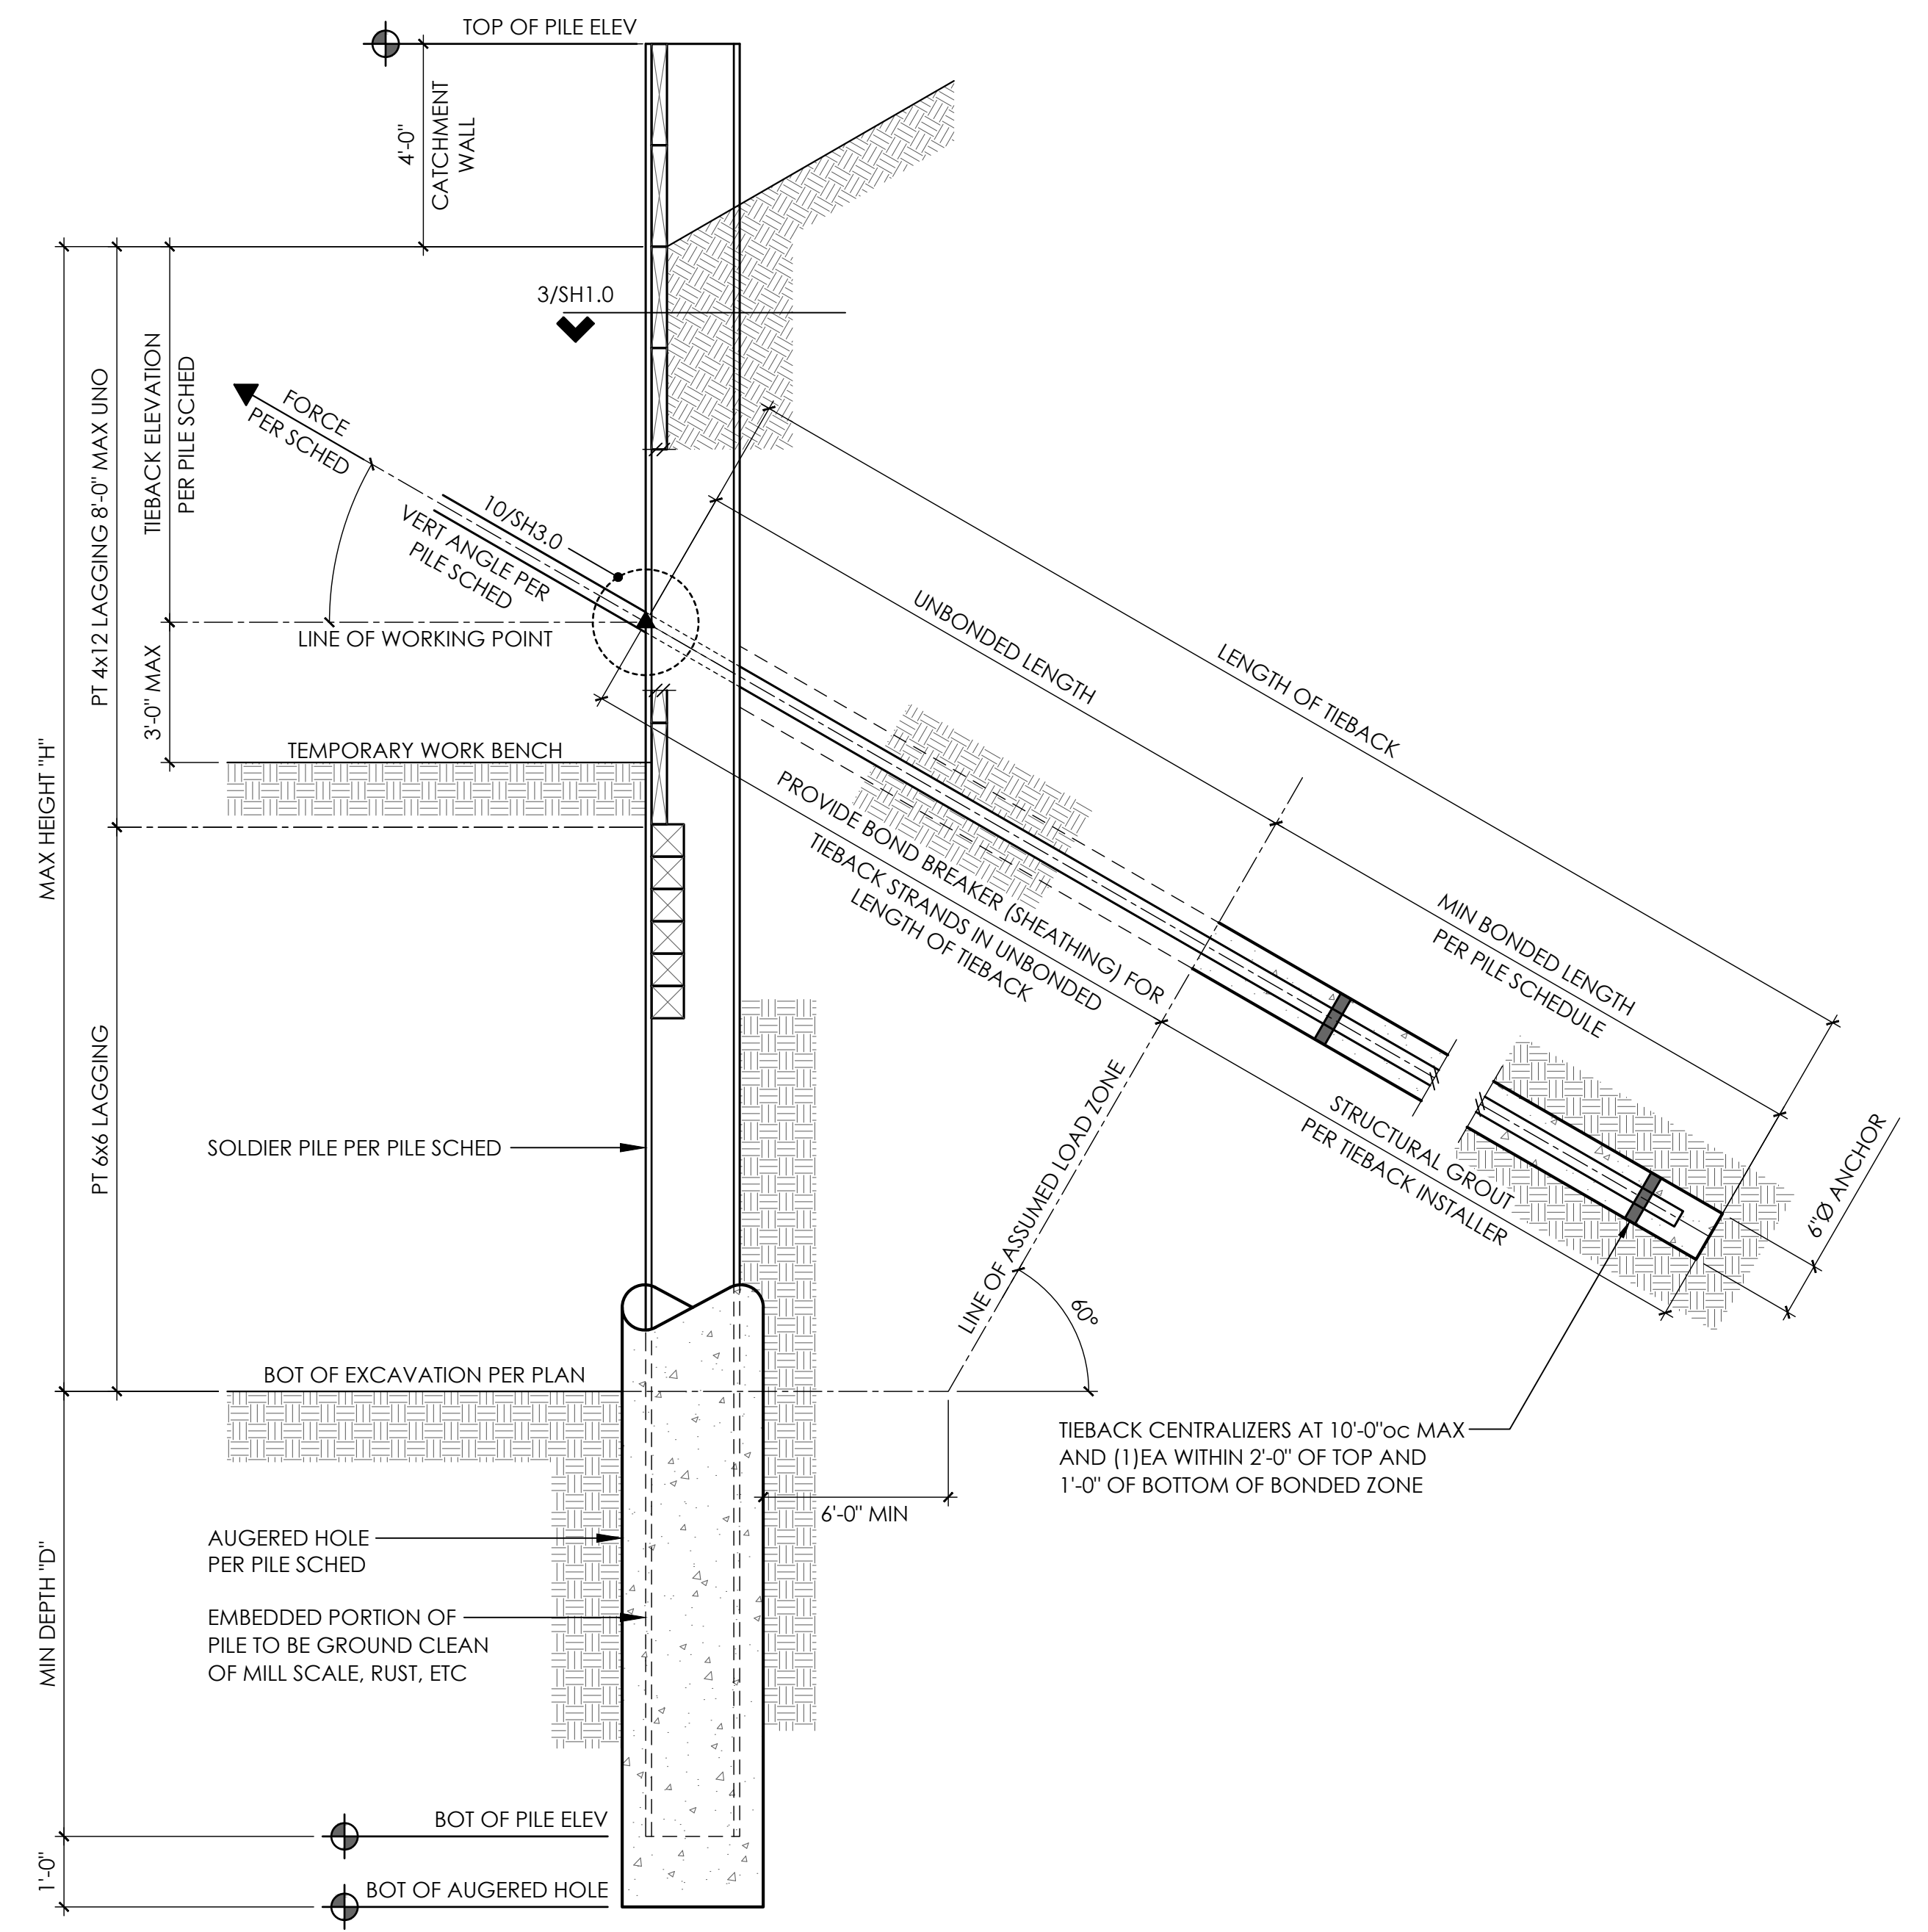 TOP OF PILE ELEV
4'-0"
CATCHMENT
WALL
3/SH1.0
MAX HEIGHT "H"
PT 4x12 LAGGING 8'-0" MAX UNO
TIEBACK ELEVATION
PER PILE SCHED
FORCE
PER SCHED
10/SH3.0
VERT ANGLE PER
PILE SCHED
LINE OF WORKING POINT
3'-0" MAX
TEMPORARY WORK BENCH
UNBONDED LENGTH
LENGTH OF TIEBACK
PROVIDE BOND BREAKER (SHEATHING) FOR
TIEBACK STRANDS IN UNBONDED
LENGTH OF TIEBACK
MIN BONDED LENGTH
PER PILE SCHEDULE
STRUCTURAL GROUT
PER TIEBACK INSTALLER
6"Ø ANCHOR
PT 6x6 LAGGING
SOLDIER PILE PER PILE SCHED
LINE OF ASSUMED LOAD ZONE
60°
BOT OF EXCAVATION PER PLAN
TIEBACK CENTRALIZERS AT 10'-0"oc MAX
AND (1)EA WITHIN 2'-0" OF TOP AND
1'-0" OF BOTTOM OF BONDED ZONE
6'-0" MIN
AUGERED HOLE
PER PILE SCHED
EMBEDDED PORTION OF
PILE TO BE GROUND CLEAN
OF MILL SCALE, RUST, ETC
MIN DEPTH "D"
BOT OF PILE ELEV
1'-0"
BOT OF AUGERED HOLE